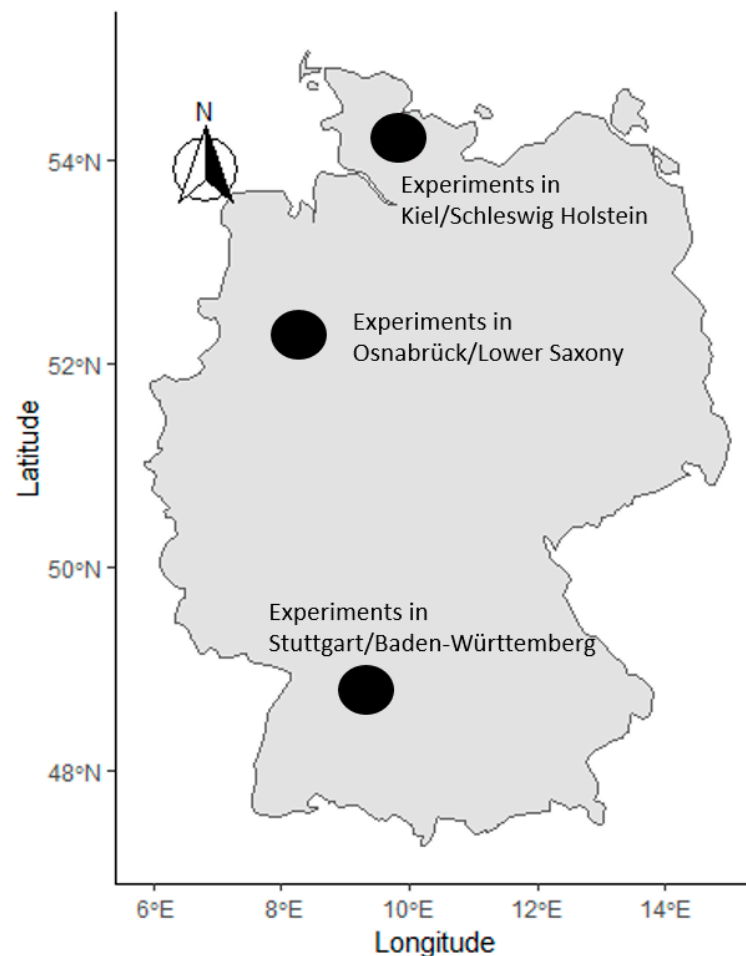 N
54°N
Experiments in
Kiel/Schleswig Holstein
Experiments in
Osnabrück/Lower Saxony
52°N
Latitude
50°N
Experiments in
Stuttgart/Baden-Württemberg
48°N
6°E 8°E 10°E 12°E 14°E
Longitude